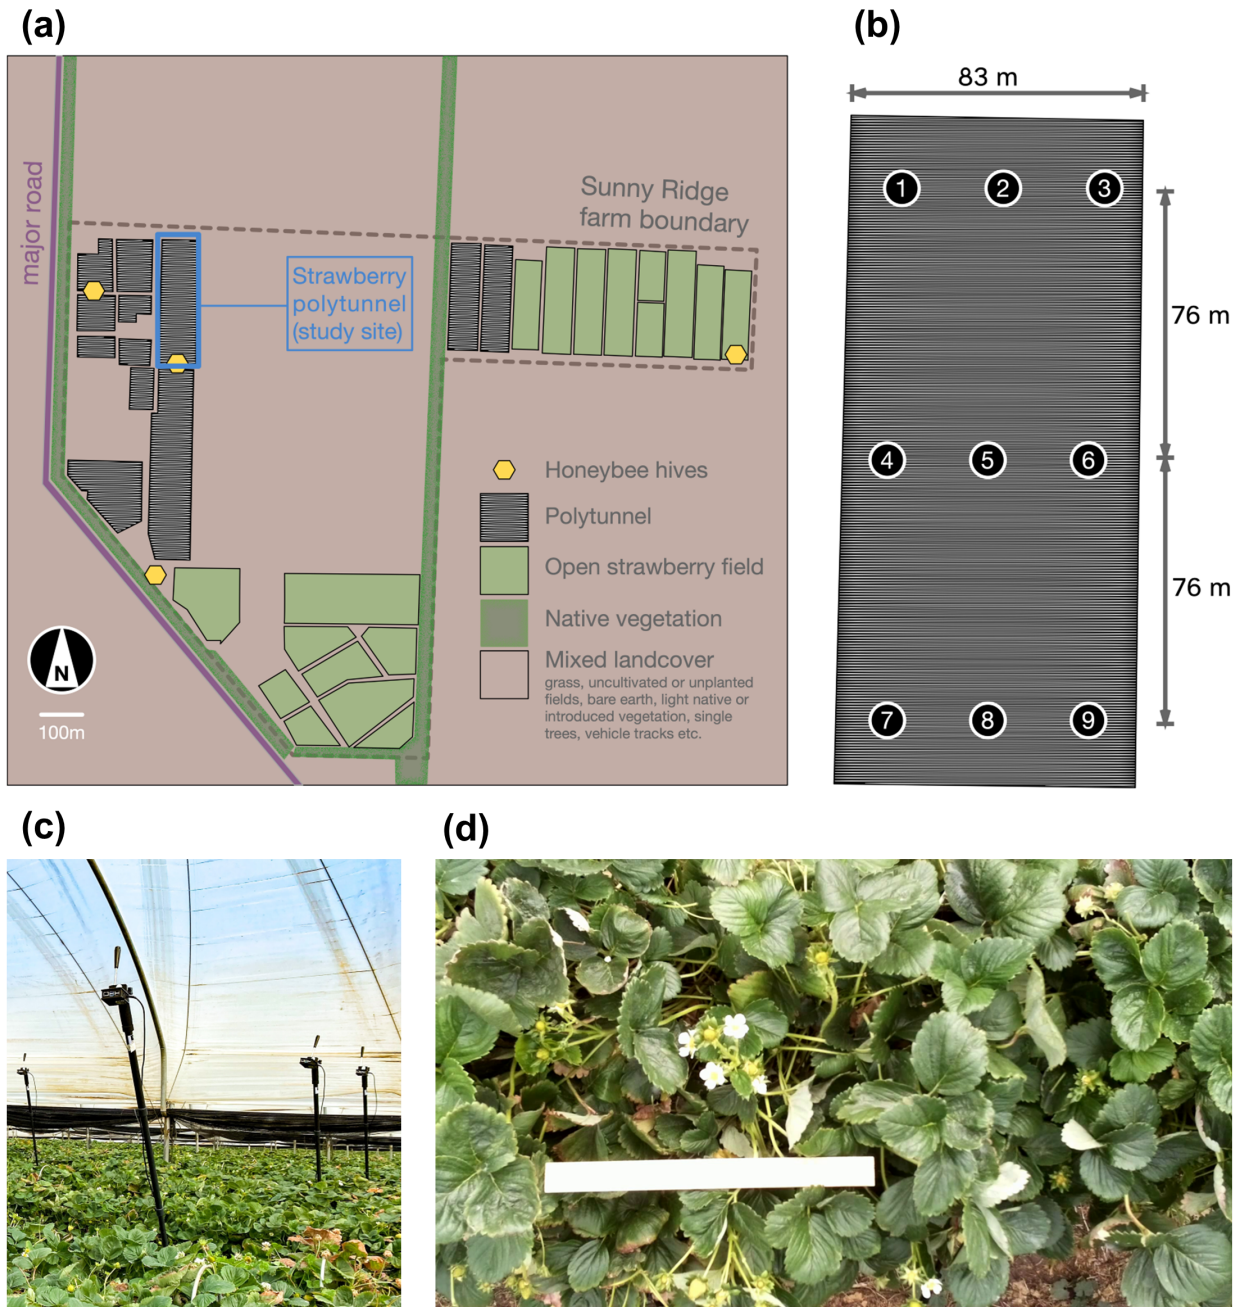 (a)
major road
Sunny Ridge
farm boundary
Strawberry
polytunnel
(study site)
Honeybee hives
Polytunnel
Open strawberry field
Native vegetation
Mixed landcover
grass, uncultivated or unplanted
fields, bare earth, light native or
introduced vegetation, single
trees, vehicle tracks etc.
N
100m
(b)
83 m
1 2 3
76 m
4 5 6
76 m
7 8 9
(c)
(d)